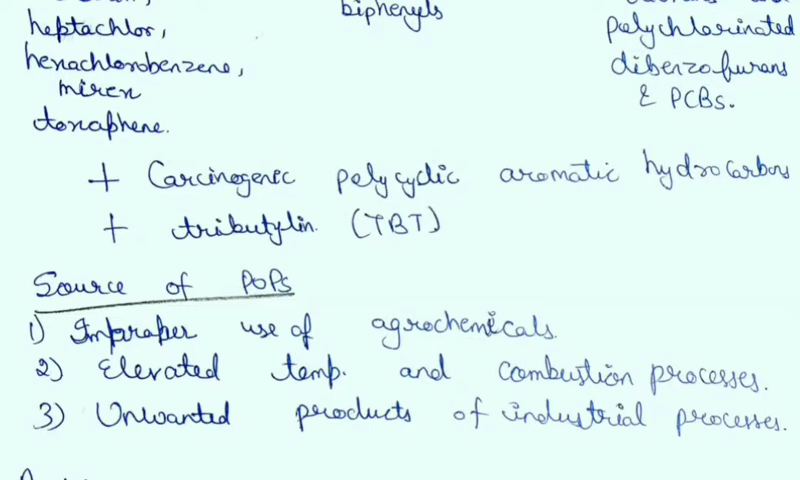 biphenyls
heptachlor,
polychlorinated
hexachlorobenzene,
dibenzofurans
mirex
& PCBs.
toxaphene.
+ Carcinogenic polycyclic aromatic hydrocarbons
+ tributylin (TBT)
Source of POPs
1) Improper use of agrochemicals.
2) Elevated temp. and combustion processes.
3) Unwanted products of industrial processes.